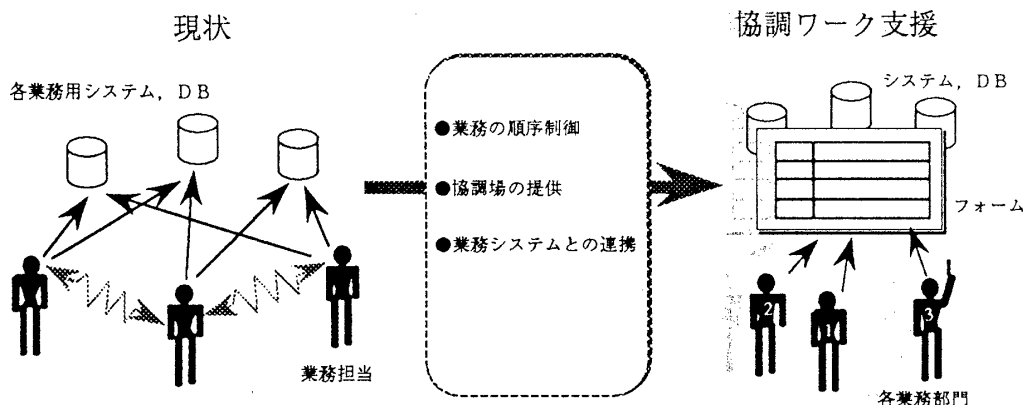 現状
各業務用システム，ＤＢ
業務担当
●業務の順序制御
●協調場の提供
●業務システムとの連携
協調ワーク支援
システム，ＤＢ
フォーム
2
1
3
各業務部門